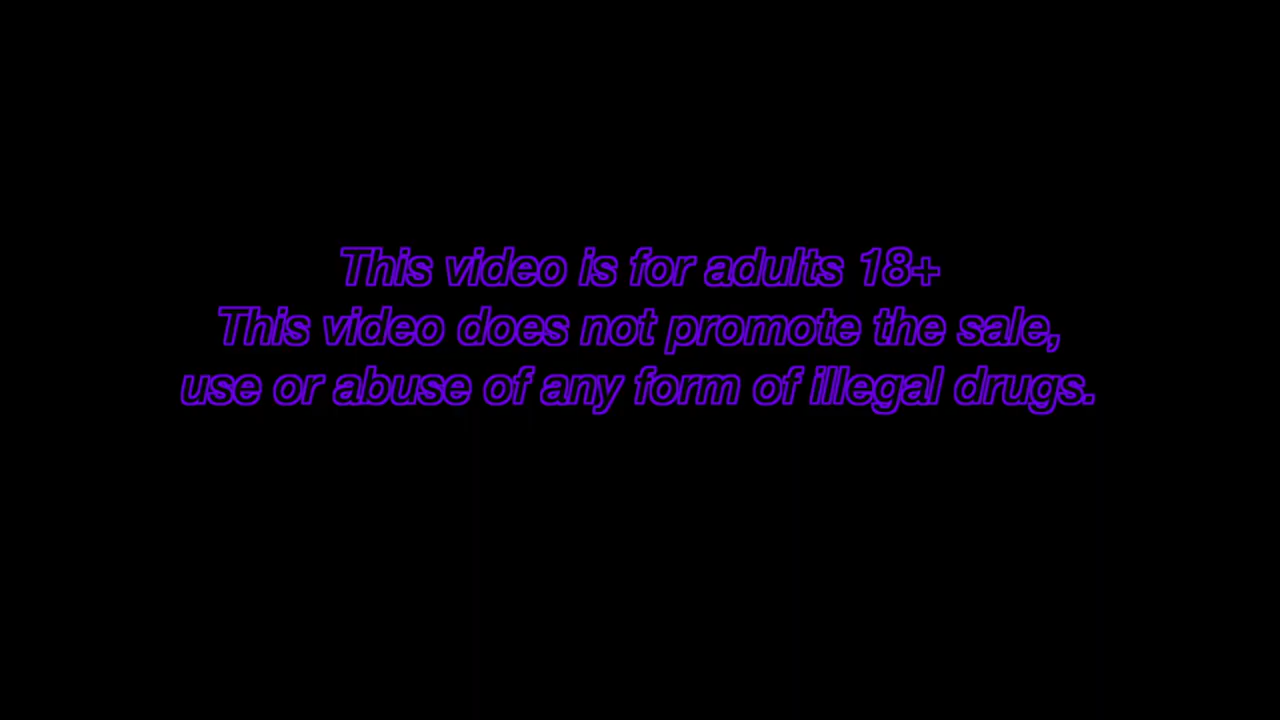 This video is for adults 18+
This video does not promote the sale,
use or abuse of any form of illegal drugs.